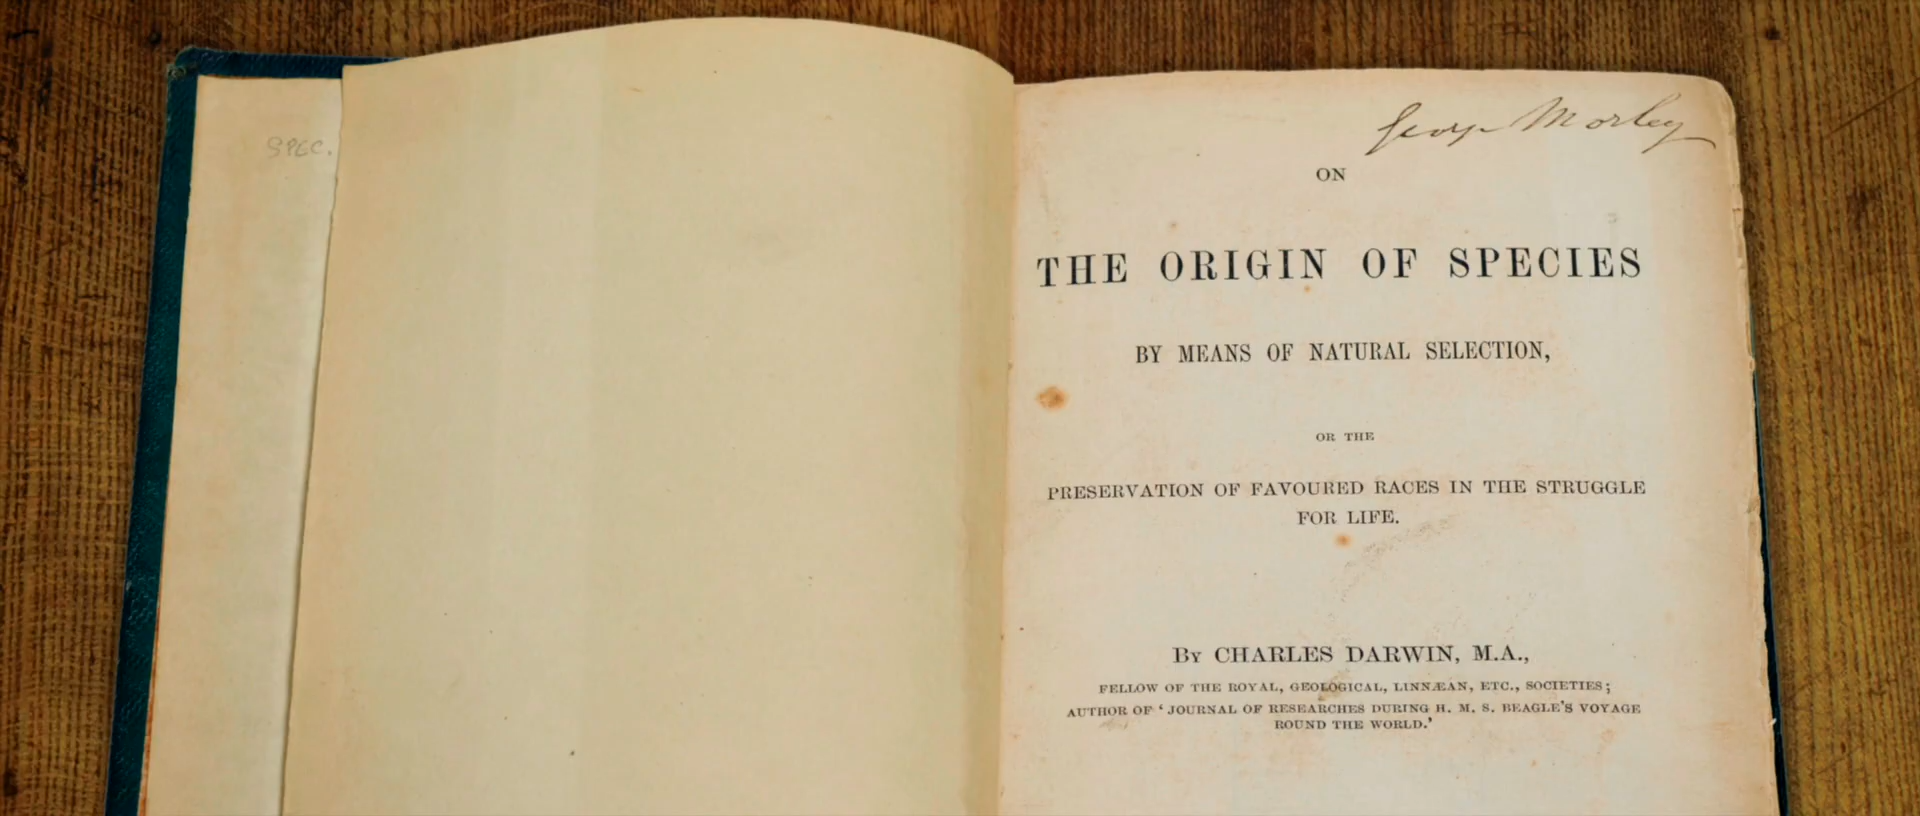 SPEC.
George Morley
ON
THE ORIGIN OF SPECIES
BY MEANS OF NATURAL SELECTION,
OR THE
PRESERVATION OF FAVOURED RACES IN THE STRUGGLE
FOR LIFE.
BY CHARLES DARWIN, M.A.,
FELLOW OF THE ROYAL, GEOLOGICAL, LINNÆAN, ETC., SOCIETIES;
AUTHOR OF ‘JOURNAL OF RESEARCHES DURING H. M. S. BEAGLE’S VOYAGE
ROUND THE WORLD.’